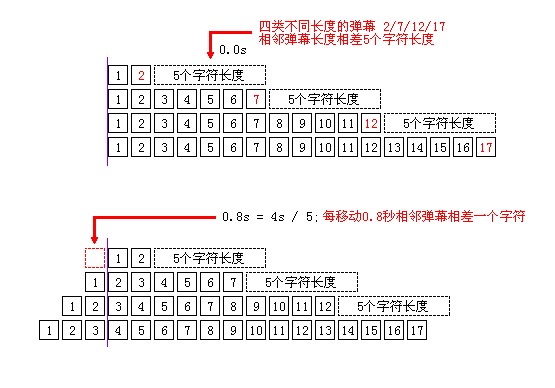 四类不同长度的弹幕 2/7/12/17
相邻弹幕长度相差5个字符长度
0.0s
1 2 5个字符长度
1 2 3 4 5 6 7 5个字符长度
1 2 3 4 5 6 7 8 9 10 11 12 5个字符长度
1 2 3 4 5 6 7 8 9 10 11 12 13 14 15 16 17
0.8s = 4s / 5; 每移动0.8秒相邻弹幕相差一个字符
1 2 5个字符长度
1 2 3 4 5 6 7 5个字符长度
1 2 3 4 5 6 7 8 9 10 11 12 5个字符长度
1 2 3 4 5 6 7 8 9 10 11 12 13 14 15 16 17